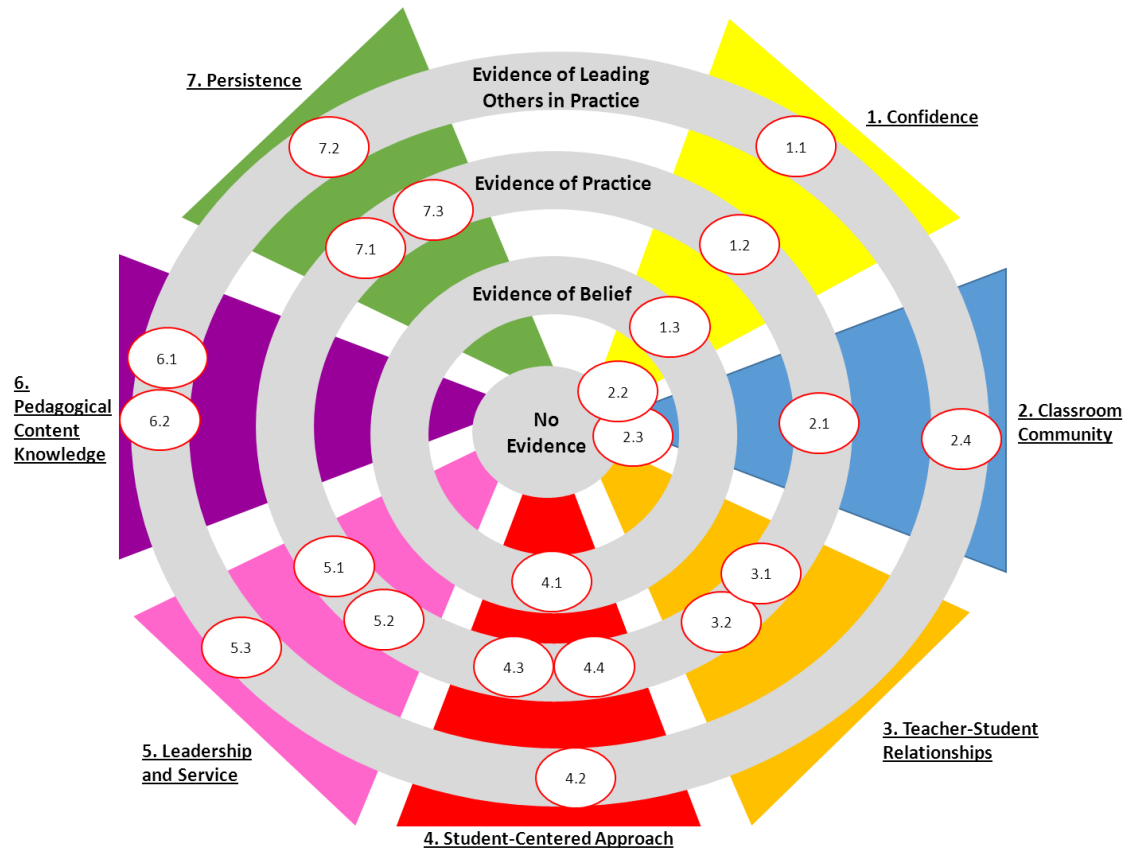 7. Persistence
Evidence of Leading
Others in Practice
1. Confidence
7.2
1.1
Evidence of Practice
7.3
7.1
1.2
Evidence of Belief
1.3
6.1
6.2
6.
Pedagogical
Content
Knowledge
No
Evidence
2.2
2.3
2.1
2.4
2. Classroom
Community
5.1
5.2
5.3
4.1
3.1
3.2
4.3
4.4
4.2
5. Leadership
and Service
3. Teacher-Student
Relationships
4. Student-Centered Approach